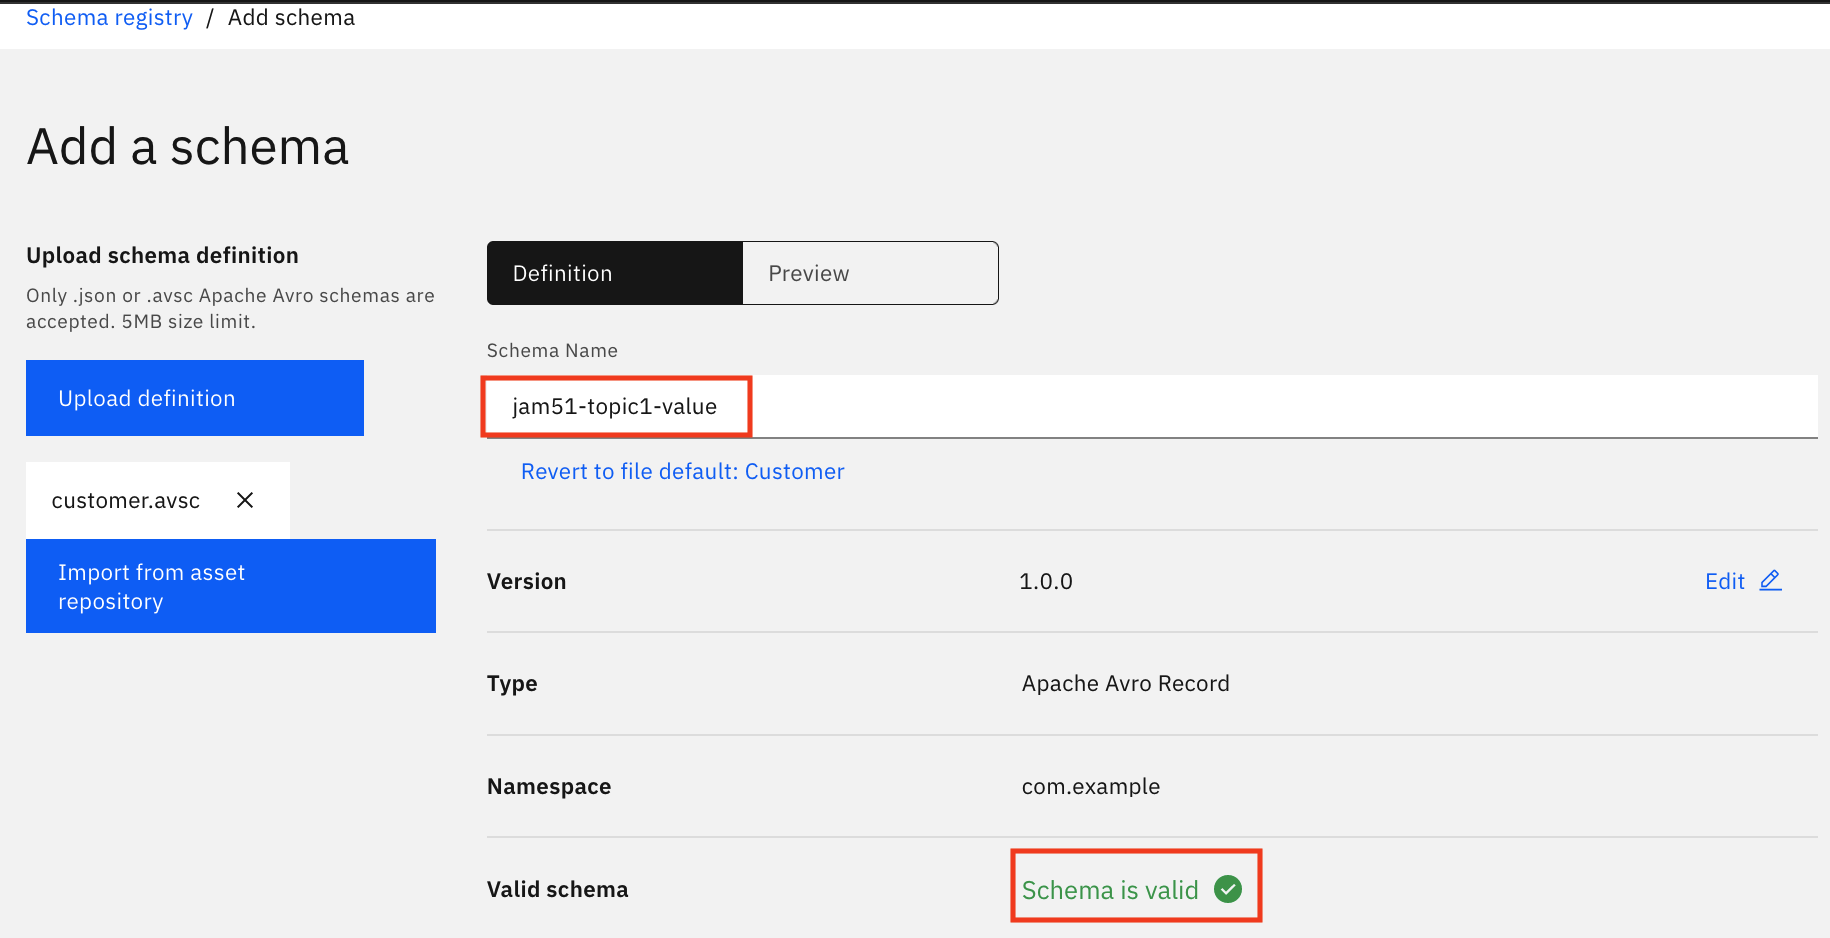 Schema registry / Add schema
Add a schema
Upload schema definition
Only .json or .avsc Apache Avro schemas are
accepted. 5MB size limit.
Upload definition
customer.avsc
Import from asset
repository
Definition
Preview
Schema Name
jam51-topic1-value
Revert to file default: Customer
Version 1.0.0 Edit
Type Apache Avro Record
Namespace com.example
Valid schema Schema is valid